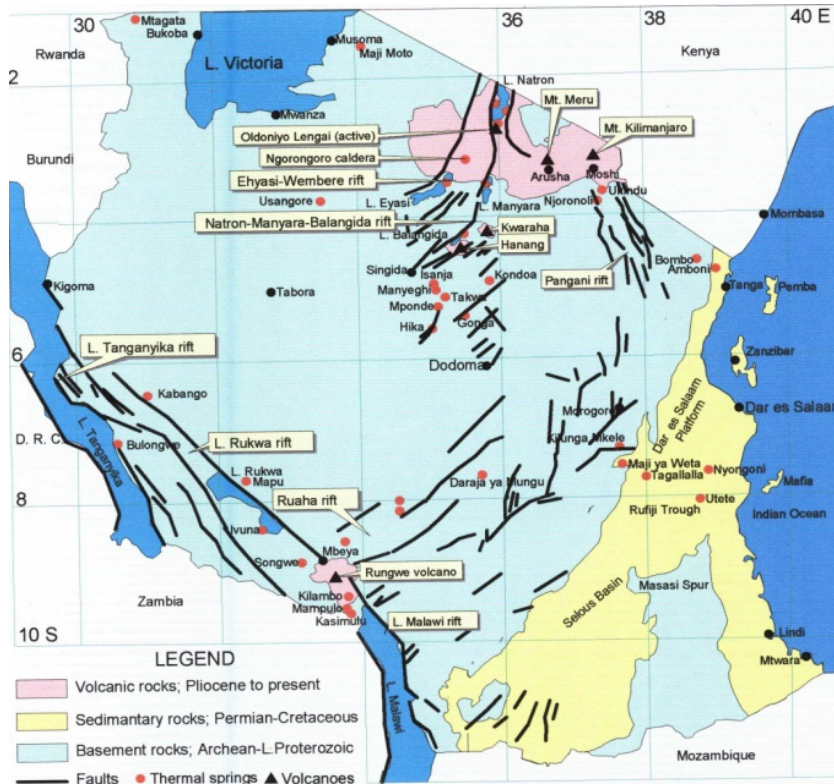 30
36
38
40 E
2
6
8
10 S
Mtagata
Bukoba
Rwanda
L. Victoria
Musoma
Maji Moto
Kenya
Mwanza
L. Natron
Mt. Meru
Oldoniyo Lengai (active)
Mt. Kilimanjaro
Burundi
Ngorongoro caldera
Arusha
Moshi
Ehyasi-Wembere rift
Usangore
L. Eyasi
L. Manyara
Njoronoli
Mombasa
Natron-Manyara-Balangida rift
Kwaraha
L. Balangida
Hanang
Singida
Isanja
Kondoa
Pangani rift
Bombo
Amboni
Kigoma
Tabora
Manyeghi
Takwa
Mponde
Gonga
Hika
Tanga
Pemba
L. Tanganyika rift
Dodoma
Zanzibar
Kabango
Dar es Salaam
Dar es Salaam
Platform
Morogoro
D. R. C.
L. Tanganyika
Bulongwe
L. Rukwa rift
L. Rukwa
Mapu
Daraja ya Mungu
Maji ya Weta
Tagallalla
Nyongoni
Mafia
Utete
Rufiji Trough
Indian Ocean
Ruaha rift
Mbeya
Songwe
Rungwe volcano
Zambia
Kilambo
Mampulo
L. Malawi rift
Selous Basin
Masasi Spur
Lindi
Mtwara
L. Malawi
Mozambique
LEGEND
Volcanic rocks; Pliocene to present
Sedimantary rocks; Permian-Cretaceous
Basement rocks; Archean-L.Proterozoic
Faults
Thermal springs
Volcanoes